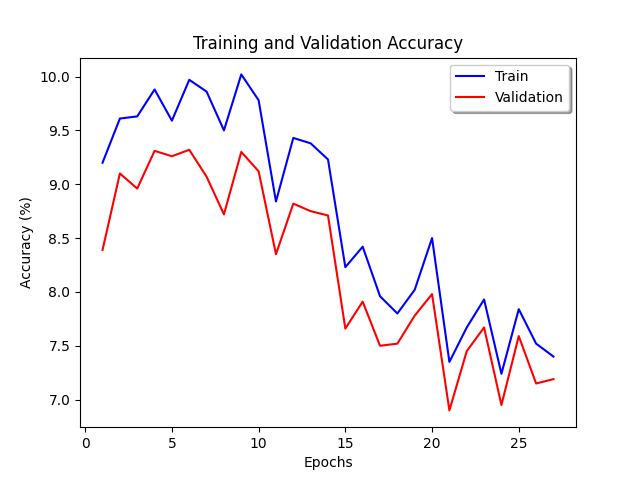 Training and Validation Accuracy
Train
Validation
10.0
9.5
9.0
8.5
8.0
7.5
7.0
Accuracy (%)
0 5 10 15 20 25
Epochs